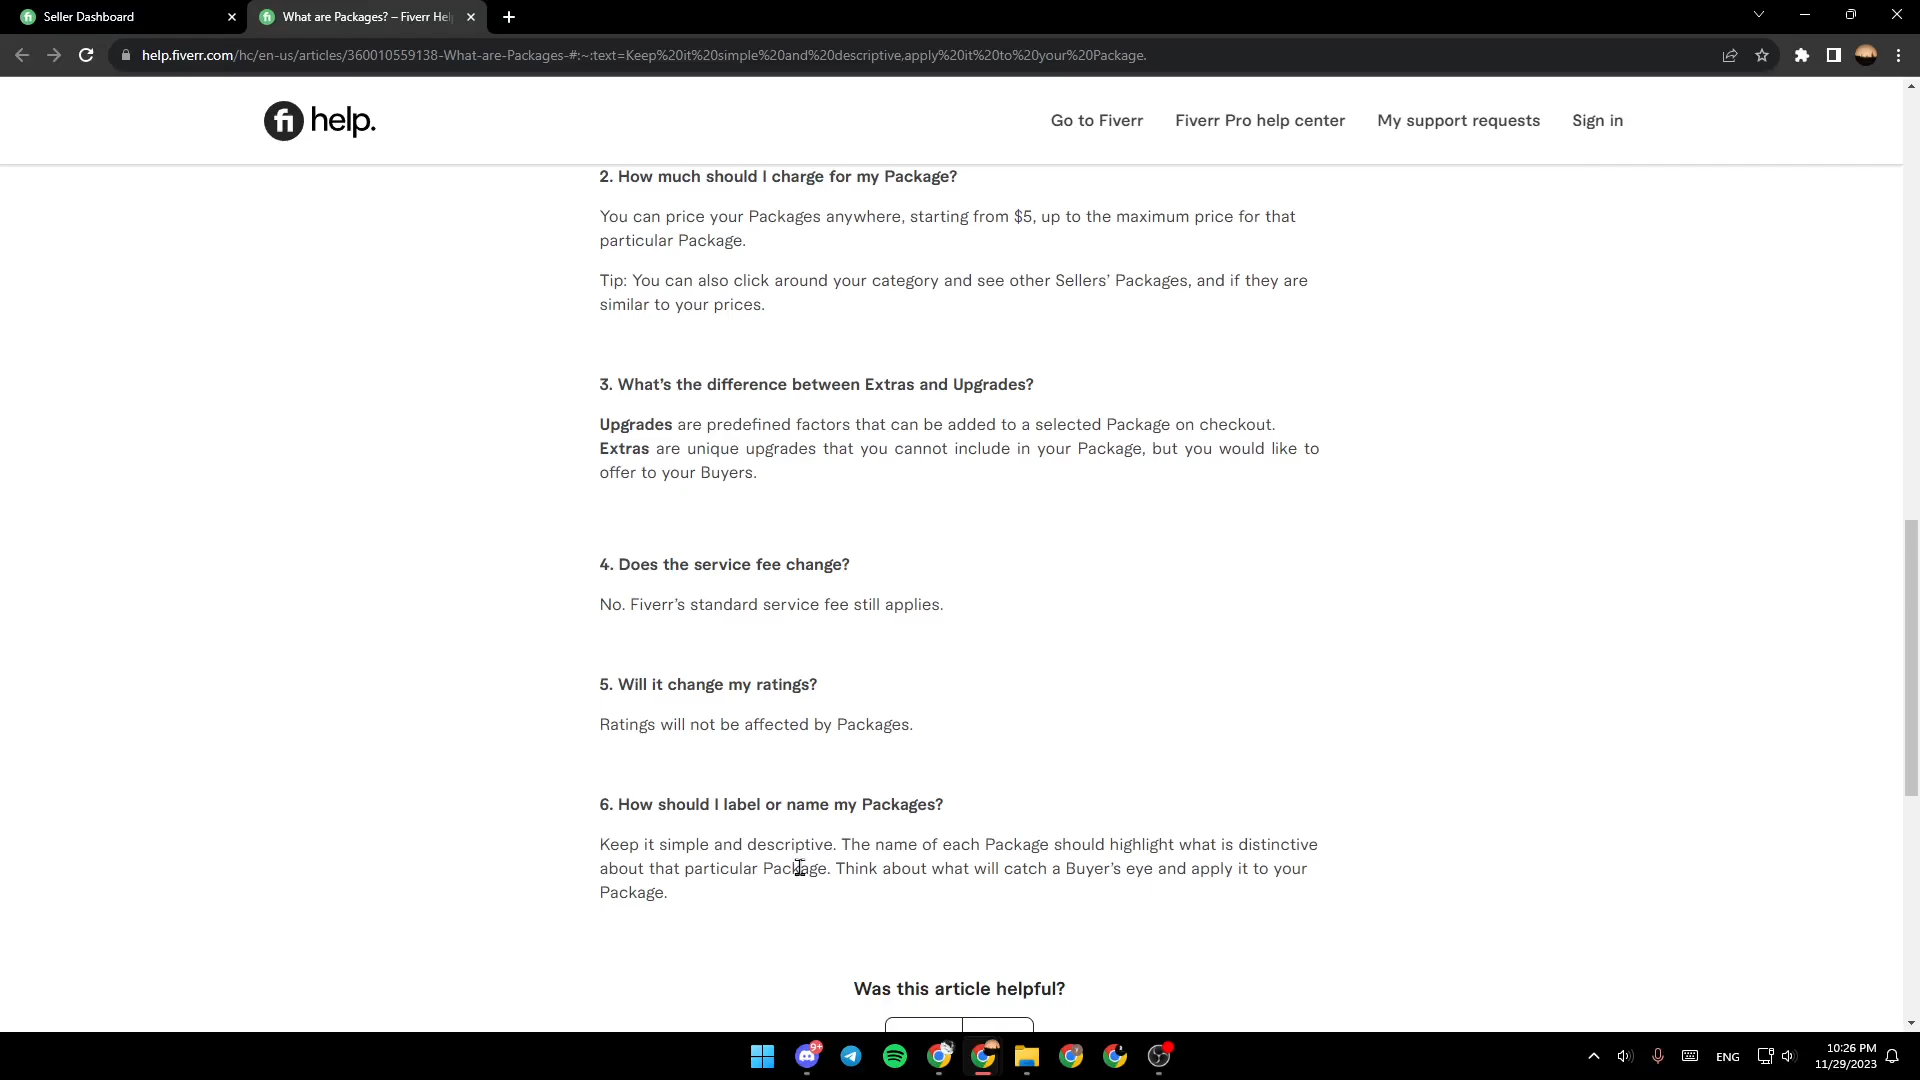 Seller Dashboard
What are Packages? – Fiverr Hel
help.fiverr.com/hc/en-us/articles/360010559138-What-are-Packages-#:~:text=Keep%20it%20simple%20and%20descriptive,apply%20it%20to%20your%20Package.
fi help.
Go to Fiverr
Fiverr Pro help center
My support requests
Sign in
2. How much should I charge for my Package?
You can price your Packages anywhere, starting from $5, up to the maximum price for that
particular Package.
Tip: You can also click around your category and see other Sellers’ Packages, and if they are
similar to your prices.
3. What’s the difference between Extras and Upgrades?
Upgrades are predefined factors that can be added to a selected Package on checkout.
Extras are unique upgrades that you cannot include in your Package, but you would like to
offer to your Buyers.
4. Does the service fee change?
No. Fiverr’s standard service fee still applies.
5. Will it change my ratings?
Ratings will not be affected by Packages.
6. How should I label or name my Packages?
Keep it simple and descriptive. The name of each Package should highlight what is distinctive
about that particular Package. Think about what will catch a Buyer’s eye and apply it to your
Package.
Was this article helpful?
9+
ENG
10:26 PM
11/29/2023